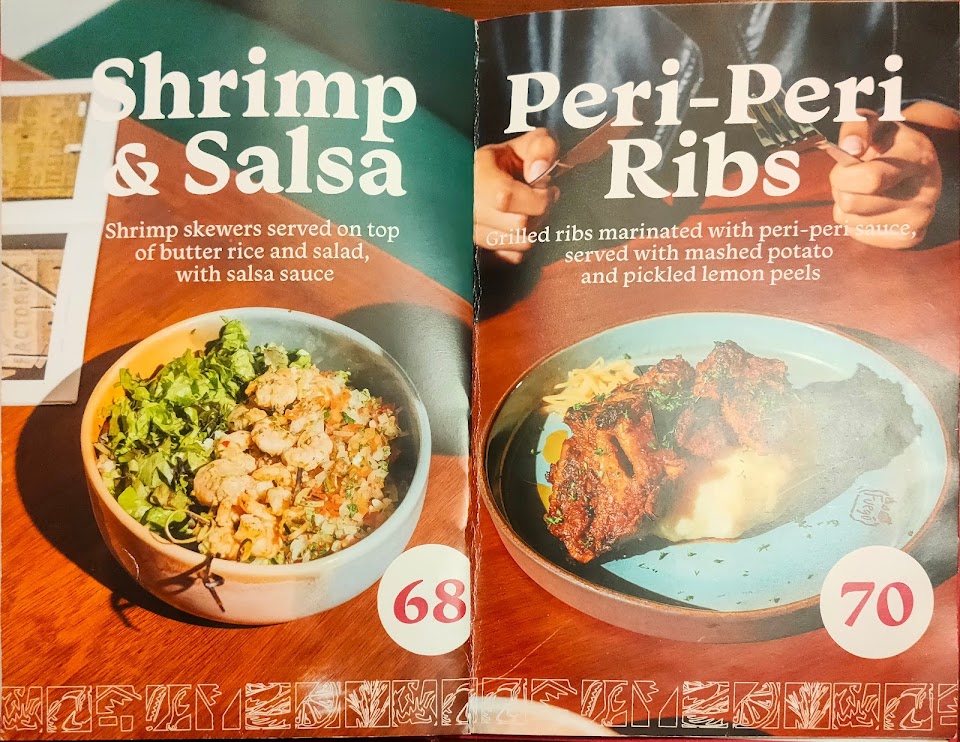 Shrimp
& Salsa
Shrimp skewers served on top
of butter rice and salad,
with salsa sauce
68
Peri-Peri
Ribs
Grilled ribs marinated with peri-peri sauce,
served with mashed potato
and pickled lemon peels
70